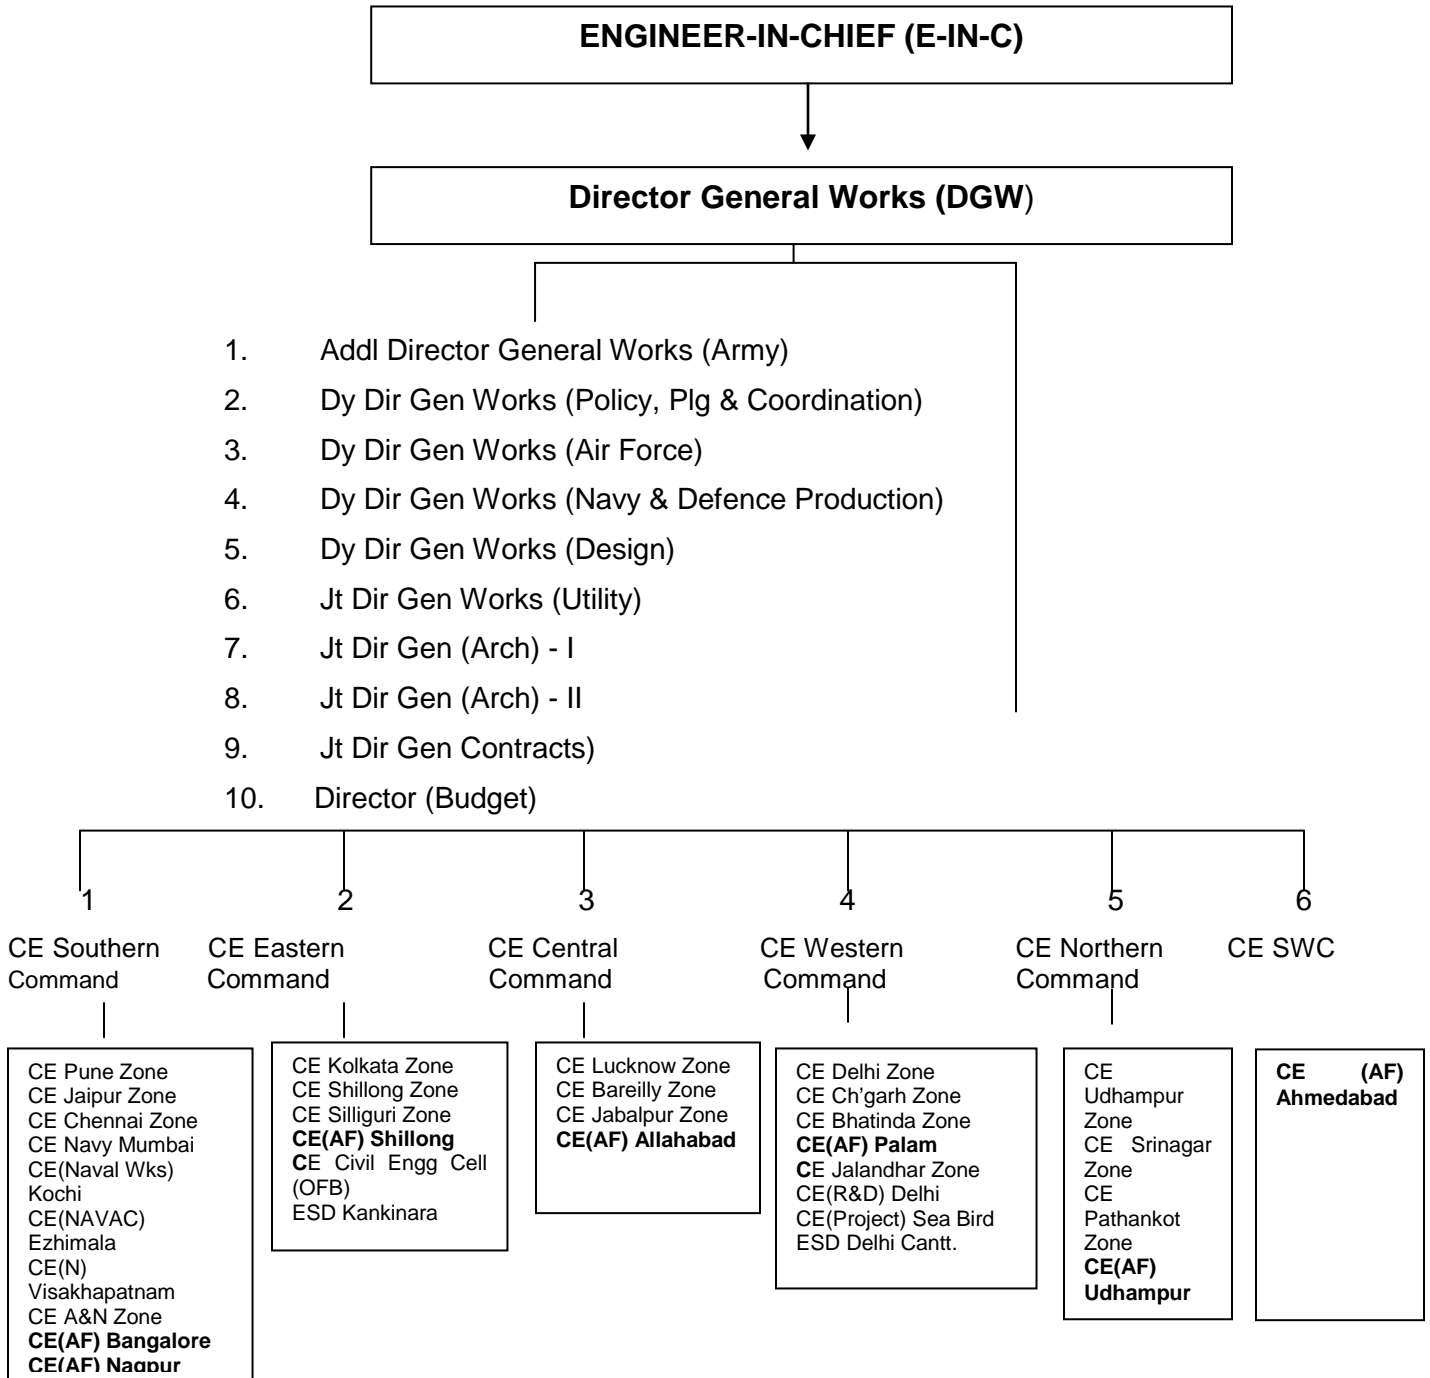 ENGINEER-IN-CHIEF (E-IN-C)
Director General Works (DGW)
1. Addl Director General Works (Army)
2. Dy Dir Gen Works (Policy, Plg & Coordination)
3. Dy Dir Gen Works (Air Force)
4. Dy Dir Gen Works (Navy & Defence Production)
5. Dy Dir Gen Works (Design)
6. Jt Dir Gen Works (Utility)
7. Jt Dir Gen (Arch) - I
8. Jt Dir Gen (Arch) - II
9. Jt Dir Gen Contracts)
10. Director (Budget)
1
CE Southern
Command
CE Pune Zone
CE Jaipur Zone
CE Chennai Zone
CE Navy Mumbai
CE(Naval Wks)
Kochi
CE(NAVAC)
Ezhimala
CE(N)
Visakhapatnam
CE A&N Zone
CE(AF) Bangalore
CE(AF) Nagpur
2
CE Eastern
Command
CE Kolkata Zone
CE Shillong Zone
CE Silliguri Zone
CE(AF) Shillong
CE Civil Engg Cell
(OFB)
ESD Kankinara
3
CE Central
Command
CE Lucknow Zone
CE Bareilly Zone
CE Jabalpur Zone
CE(AF) Allahabad
4
CE Western
Command
CE Delhi Zone
CE Ch'garh Zone
CE Bhatinda Zone
CE(AF) Palam
CE Jalandhar Zone
CE(R&D) Delhi
CE(Project) Sea Bird
ESD Delhi Cantt.
5
CE Northern
Command
CE
Udhampur
Zone
CE Srinagar
Zone
CE
Pathankot
Zone
CE(AF)
Udhampur
6
CE SWC
CE (AF)
Ahmedabad